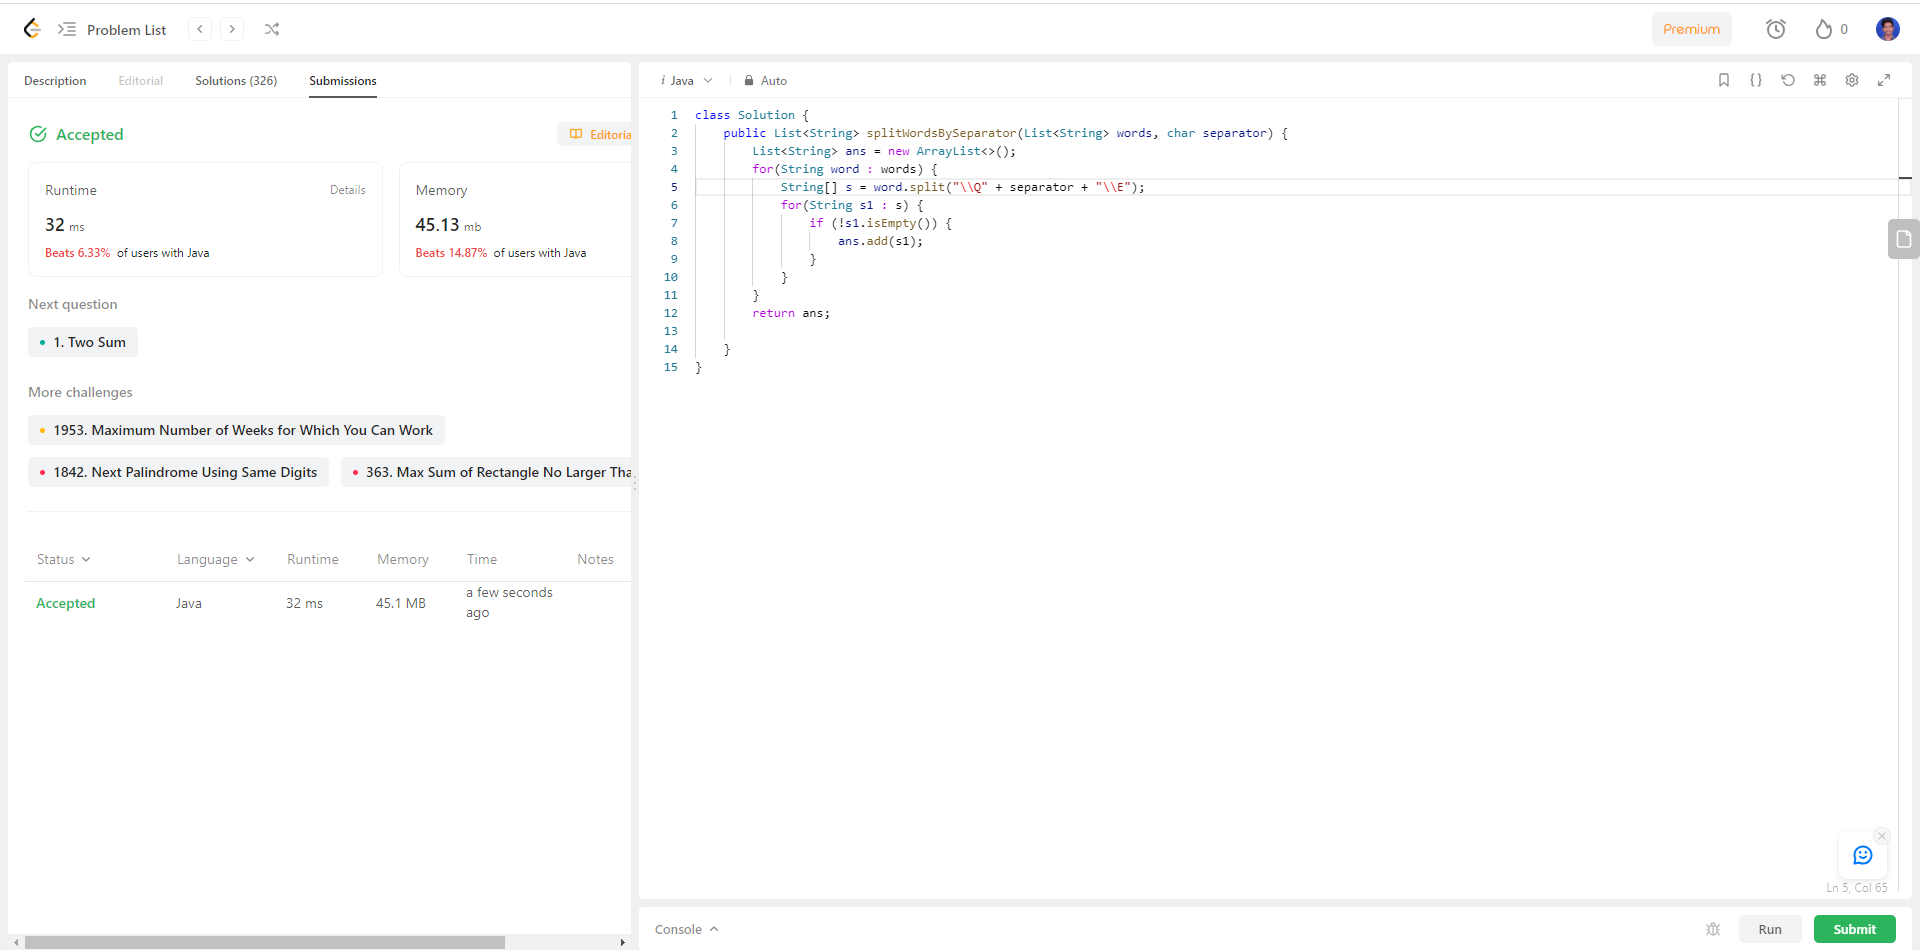 Problem List
Premium
0
Description Editorial Solutions (326) Submissions
Accepted
Editoria
Runtime Details
32 ms
Beats 6.33% of users with Java
Memory
45.13 mb
Beats 14.87% of users with Java
Next question
1. Two Sum
More challenges
1953. Maximum Number of Weeks for Which You Can Work
1842. Next Palindrome Using Same Digits
363. Max Sum of Rectangle No Larger Tha
Status Language Runtime Memory Time Notes
Accepted Java 32 ms 45.1 MB a few seconds
ago
i Java Auto
1 class Solution {
2 public List<String> splitWordsBySeparator(List<String> words, char separator) {
3 List<String> ans = new ArrayList<>();
4 for(String word : words) {
5 String[] s = word.split("\\Q" + separator + "\\E");
6 for(String s1 : s) {
7 if (!s1.isEmpty()) {
8 ans.add(s1);
9 }
10 }
11 }
12 return ans;
13
14 }
15 }
Ln 5, Col 65
Console
Run
Submit